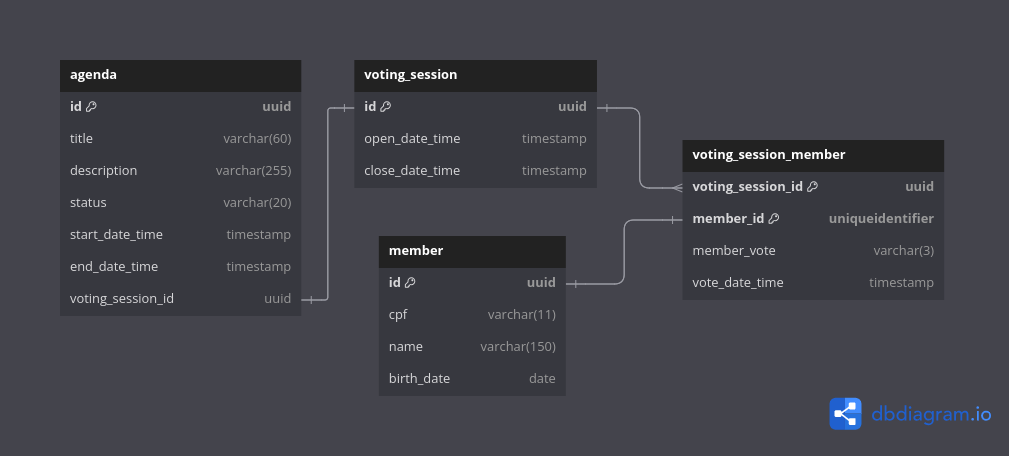 agenda
id uuid
title varchar(60)
description varchar(255)
status varchar(20)
start_date_time timestamp
end_date_time timestamp
voting_session_id uuid
voting_session
id uuid
open_date_time timestamp
close_date_time timestamp
member
id uuid
cpf varchar(11)
name varchar(150)
birth_date date
voting_session_member
voting_session_id uuid
member_id uniqueidentifier
member_vote varchar(3)
vote_date_time timestamp
dbdiagram.io